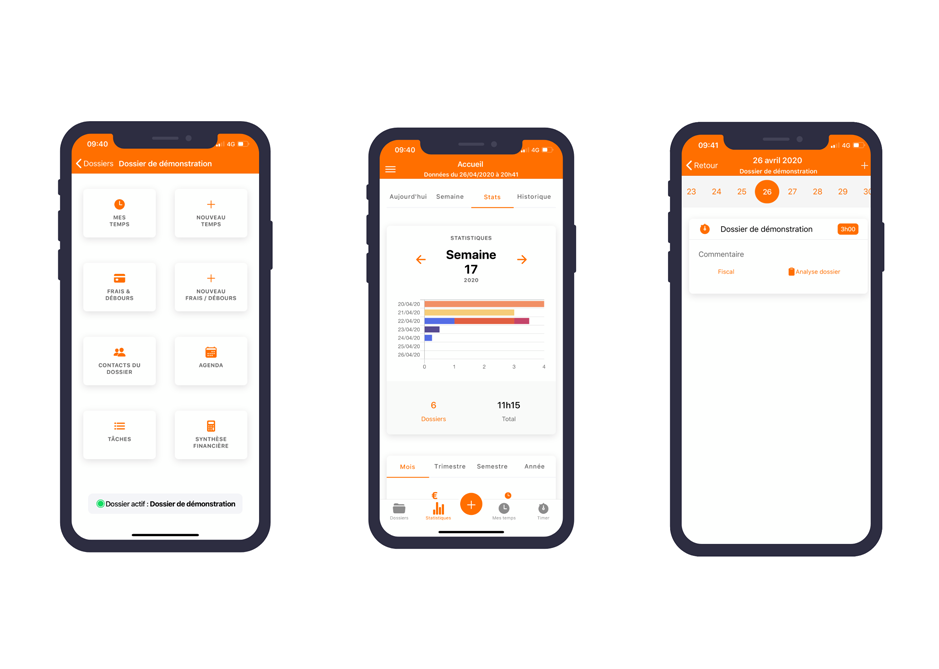 09:40
4G
Dossiers
Dossier de démonstration
MES
TEMPS
NOUVEAU
TEMPS
FRAIS &
DÉBOURS
NOUVEAU
FRAIS / DÉBOURS
CONTACTS DU
DOSSIER
AGENDA
TÂCHES
SYNTHÈSE
FINANCIÈRE
Dossier actif : Dossier de démonstration
09:40
4G
Accueil
Données du 26/04/2020 à 20h41
Aujourd'hui
Semaine
Stats
Historique
STATISTIQUES
Semaine
17
2020
20/04/20
21/04/20
22/04/20
23/04/20
24/04/20
25/04/20
26/04/20
0 1 2 3 4
6
Dossiers
11h15
Total
Mois
Trimestre
Semestre
Année
€
Dossiers
Statistiques
Mes temps
Timer
09:41
4G
Retour
26 avril 2020
Dossier de démonstration
23 24 25 26 27 28 29 30
Dossier de démonstration
3h00
Commentaire
Fiscal
Analyse dossier